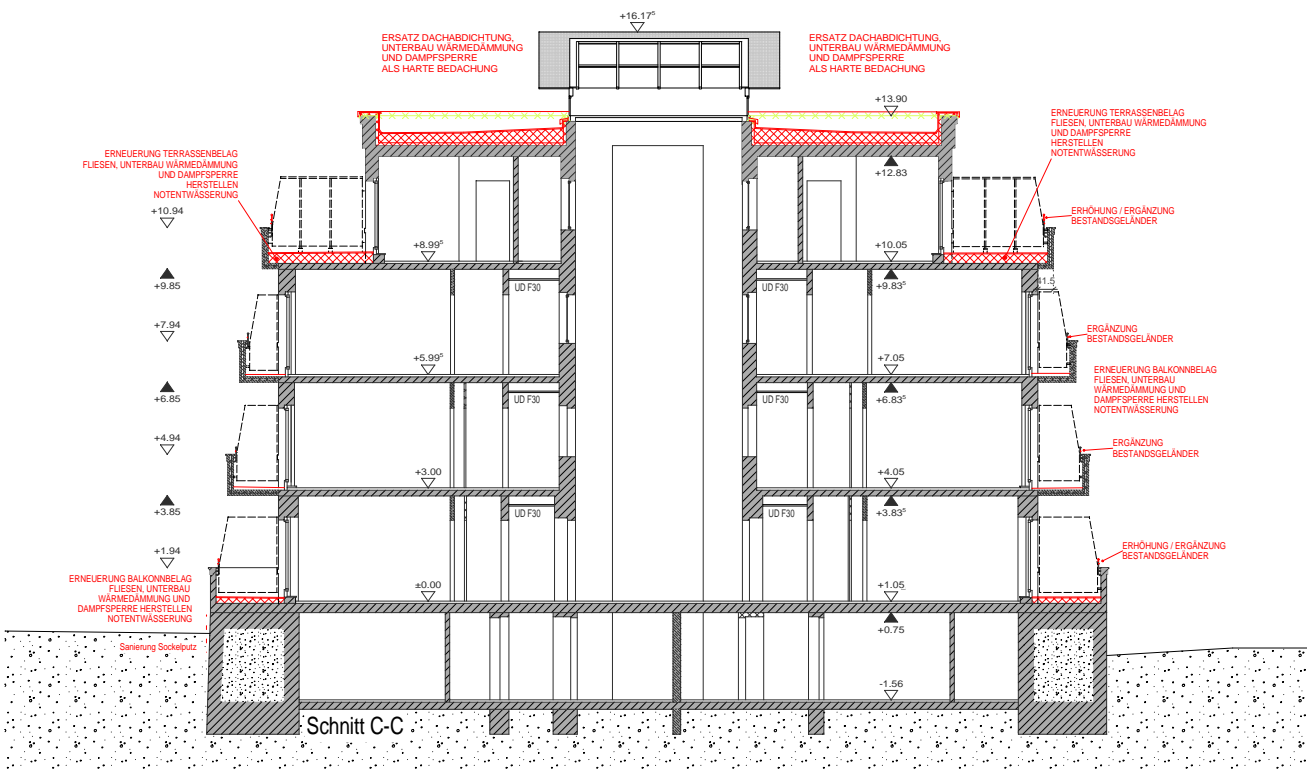 +16.17⁵
ERSATZ DACHABDICHTUNG,
UNTERBAU WÄRMEDÄMMUNG
UND DAMPFSPERRE
ALS HARTE BEDACHUNG
ERSATZ DACHABDICHTUNG,
UNTERBAU WÄRMEDÄMMUNG
UND DAMPFSPERRE
ALS HARTE BEDACHUNG
+13.90
ERNEUERUNG TERRASSENBELAG
FLIESEN, UNTERBAU WÄRMEDÄMMUNG
UND DAMPFSPERRE
HERSTELLEN
NOTENTWÄSSERUNG
ERNEUERUNG TERRASSENBELAG
FLIESEN, UNTERBAU WÄRMEDÄMMUNG
UND DAMPFSPERRE
HERSTELLEN
NOTENTWÄSSERUNG
+12.83
+10.94
ERHÖHUNG / ERGÄNZUNG
BESTANDSGELÄNDER
+8.99⁵
+10.05
+9.85
UD F30
UD F30
+9.83⁵
41.5
+7.94
ERGÄNZUNG
BESTANDSGELÄNDER
+5.99⁵
+7.05
ERNEUERUNG BALKONNBELAG
FLIESEN, UNTERBAU
WÄRMEDÄMMUNG UND
DAMPFSPERRE HERSTELLEN
NOTENTWÄSSERUNG
+6.85
UD F30
UD F30
+6.83⁵
+4.94
ERGÄNZUNG
BESTANDSGELÄNDER
+3.00
+4.05
+3.85
UD F30
UD F30
+3.83⁵
+1.94
ERHÖHUNG / ERGÄNZUNG
BESTANDSGELÄNDER
ERNEUERUNG BALKONNBELAG
FLIESEN, UNTERBAU
WÄRMEDÄMMUNG UND
DAMPFSPERRE HERSTELLEN
NOTENTWÄSSERUNG
±0.00
+1.05
+0.75
Sanierung Sockelputz
-1.56
Schnitt C-C